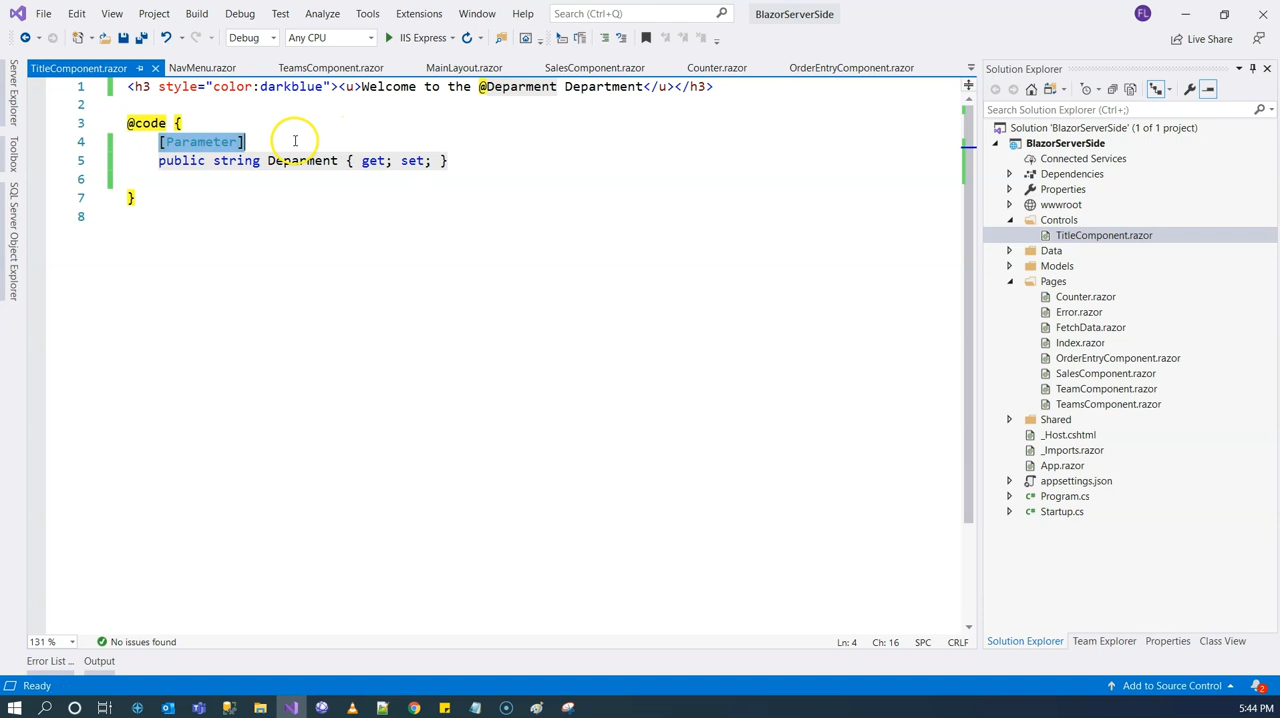 File Edit View Project Build Debug Test Analyze Tools Extensions Window Help Search (Ctrl+Q) BlazorServerSide FL
Debug Any CPU IIS Express Live Share
TitleComponent.razor NavMenu.razor TeamsComponent.razor MainLayout.razor SalesComponent.razor Counter.razor OrderEntryComponent.razor
Server Explorer
Toolbox
SQL Server Object Explorer
1 <h3 style="color:darkblue"><u>Welcome to the @Deparment Department</u></h3>
2
3 @code {
4 [Parameter]
5 public string Deparment { get; set; }
6
7 }
8
131 % No issues found Ln: 4 Ch: 16 SPC CRLF
Solution Explorer
Search Solution Explorer (Ctrl+;)
Solution 'BlazorServerSide' (1 of 1 project)
BlazorServerSide
Connected Services
Dependencies
Properties
wwwroot
Controls
TitleComponent.razor
Data
Models
Pages
Counter.razor
Error.razor
FetchData.razor
Index.razor
OrderEntryComponent.razor
SalesComponent.razor
TeamComponent.razor
TeamsComponent.razor
Shared
_Host.cshtml
_Imports.razor
App.razor
appsettings.json
Program.cs
Startup.cs
Solution Explorer Team Explorer Properties Class View
Error List ... Output
Ready Add to Source Control 2
5:44 PM